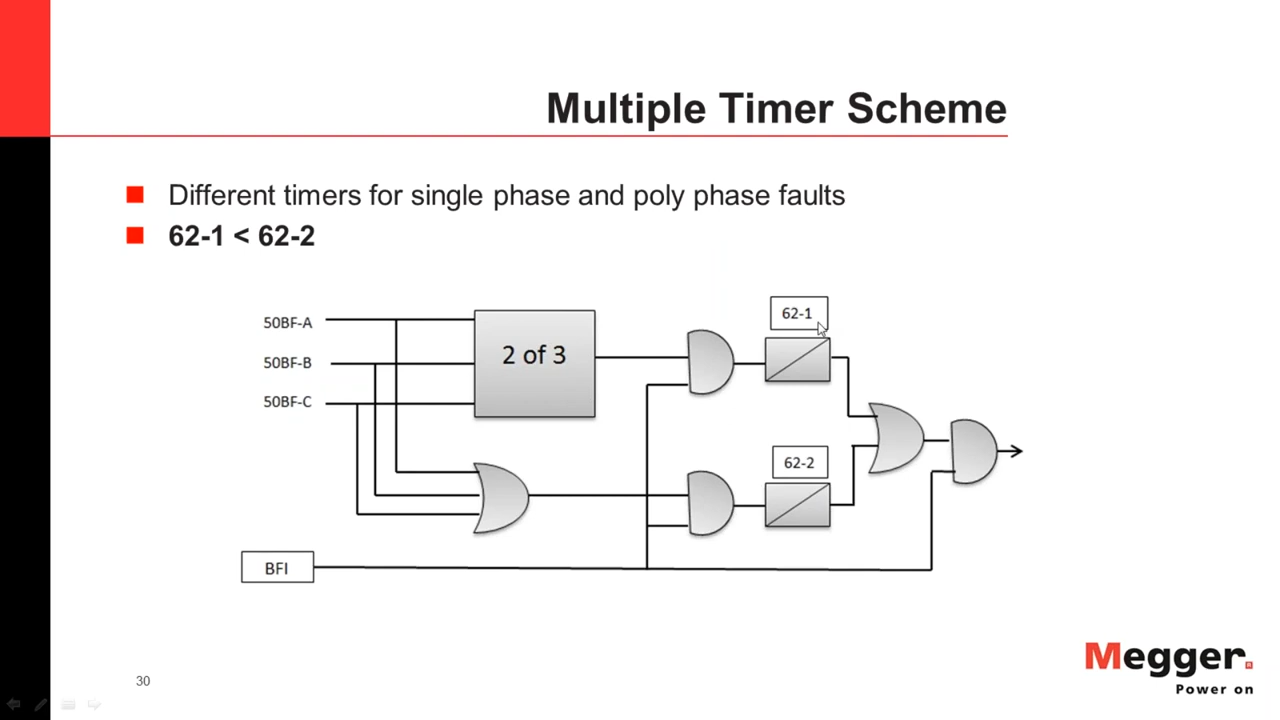 Multiple Timer Scheme
Different timers for single phase and poly phase faults
62-1 < 62-2
50BF-A
50BF-B
50BF-C
2 of 3
62-1
62-2
BFI
30
Megger.
Power on